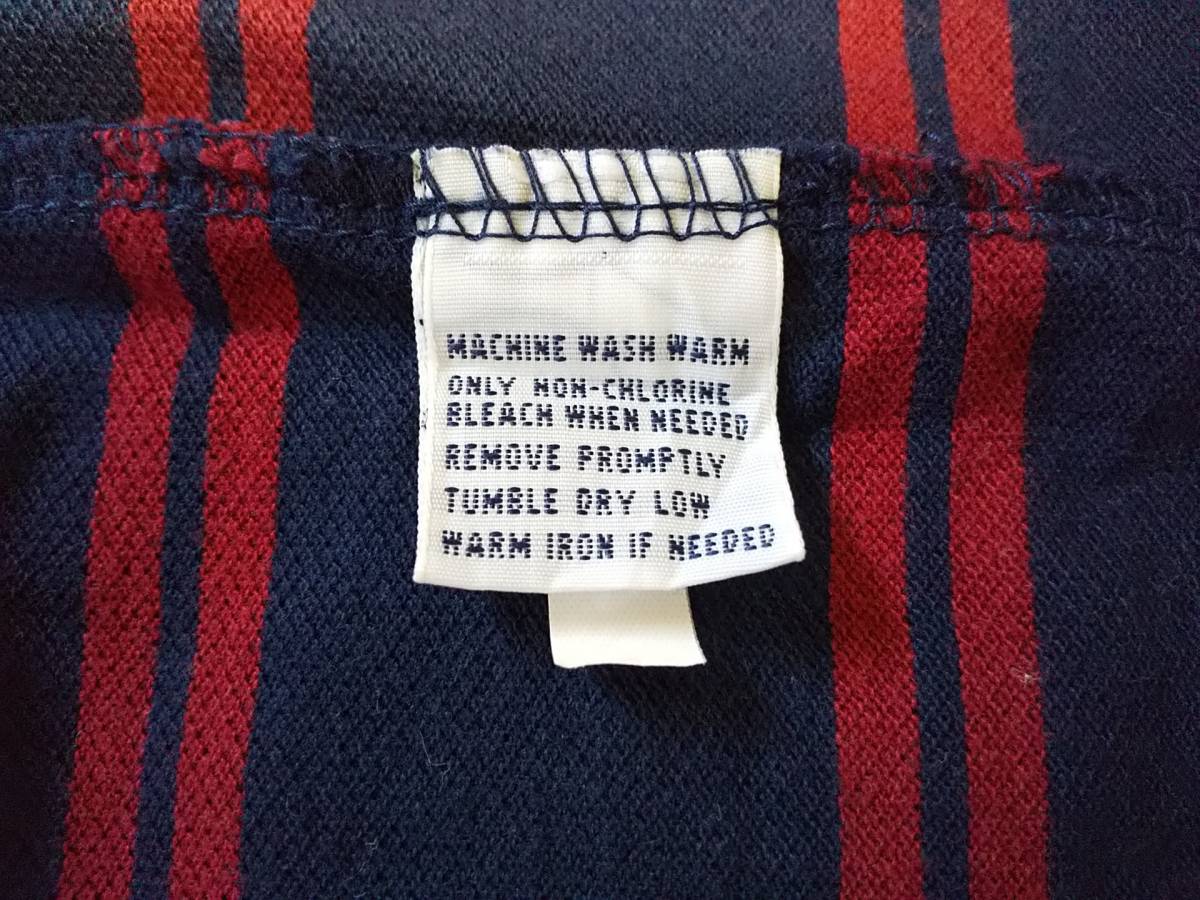 MACHINE WASH WARM
ONLY NON-CHLORINE
BLEACH WHEN NEEDED
REMOVE PROMPTLY
TUMBLE DRY LOW
WARM IRON IF NEEDED